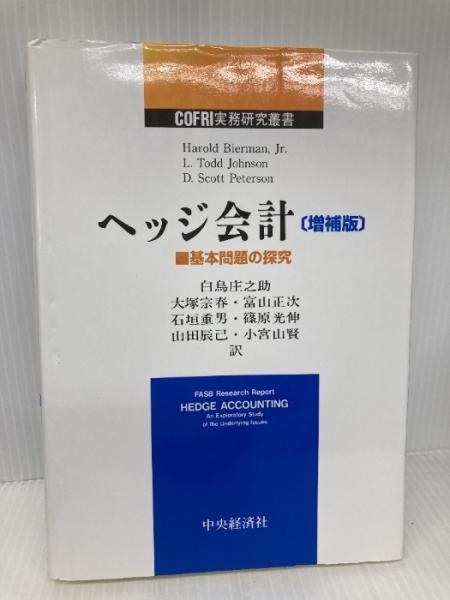 COFRI実務研究叢書
Harold Bierman, Jr.
L. Todd Johnson
D. Scott Peterson
ヘッジ会計〔増補版〕
■基本問題の探究
白鳥庄之助
大塚宗春・富山正次
石垣重男・篠原光伸
山田辰己・小宮山賢
訳
FASB Research Report
HEDGE ACCOUNTING
An Exploratory Study
of the Underlying Issues
中央経済社